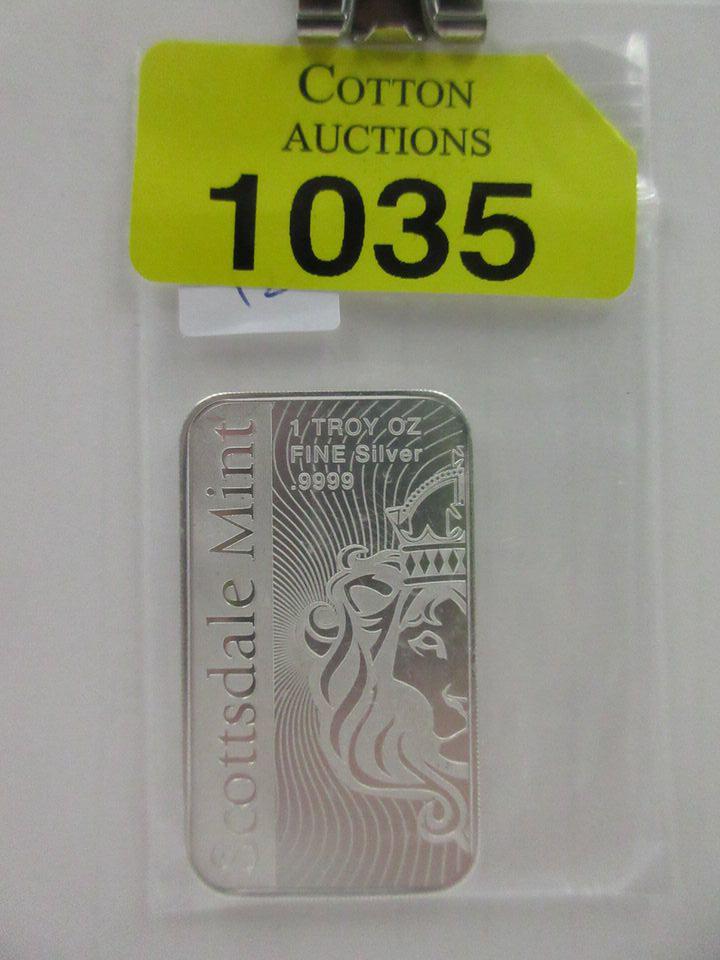 COTTON
AUCTIONS
1035
1 TROY OZ
FINE Silver
.9999
Scottsdale Mint